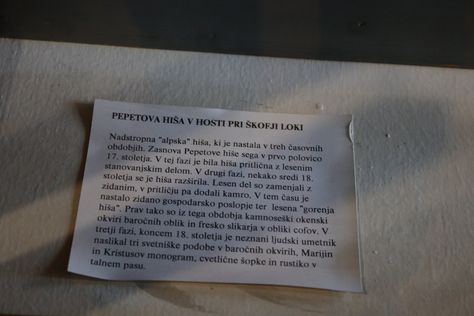 PEPETOVA HIŠA V HOSTI PRI ŠKOFJI LOKI
Nadstropna "alpska" hiša, ki je nastala v treh časovnih
obdobjih. Zasnova Pepetove hiše sega v prvo polovico
17. stoletja. V tej fazi je bila hiša pritlična z lesenim
stanovanjskim delom. V drugi fazi, nekako sredi 18.
stoletja se je hiša razširila. Lesen del so zamenjali z
zidanim, v pritličju pa dodali kamro. V tem času je
nastalo zidano gospodarsko poslopje ter lesena "gorenja
hiša". Prav tako so iz tega obdobja kamnoseški okenski
okviri baročnih oblik in fresko slikarja v obliki cofov. V
tretji fazi, koncem 18. stoletja je neznani ljudski umetnik
naslikal tri svetniške podobe v baročnih okvirih, Marijin
in Kristusov monogram, cvetlične šopke in rustiko v
talnem pasu.